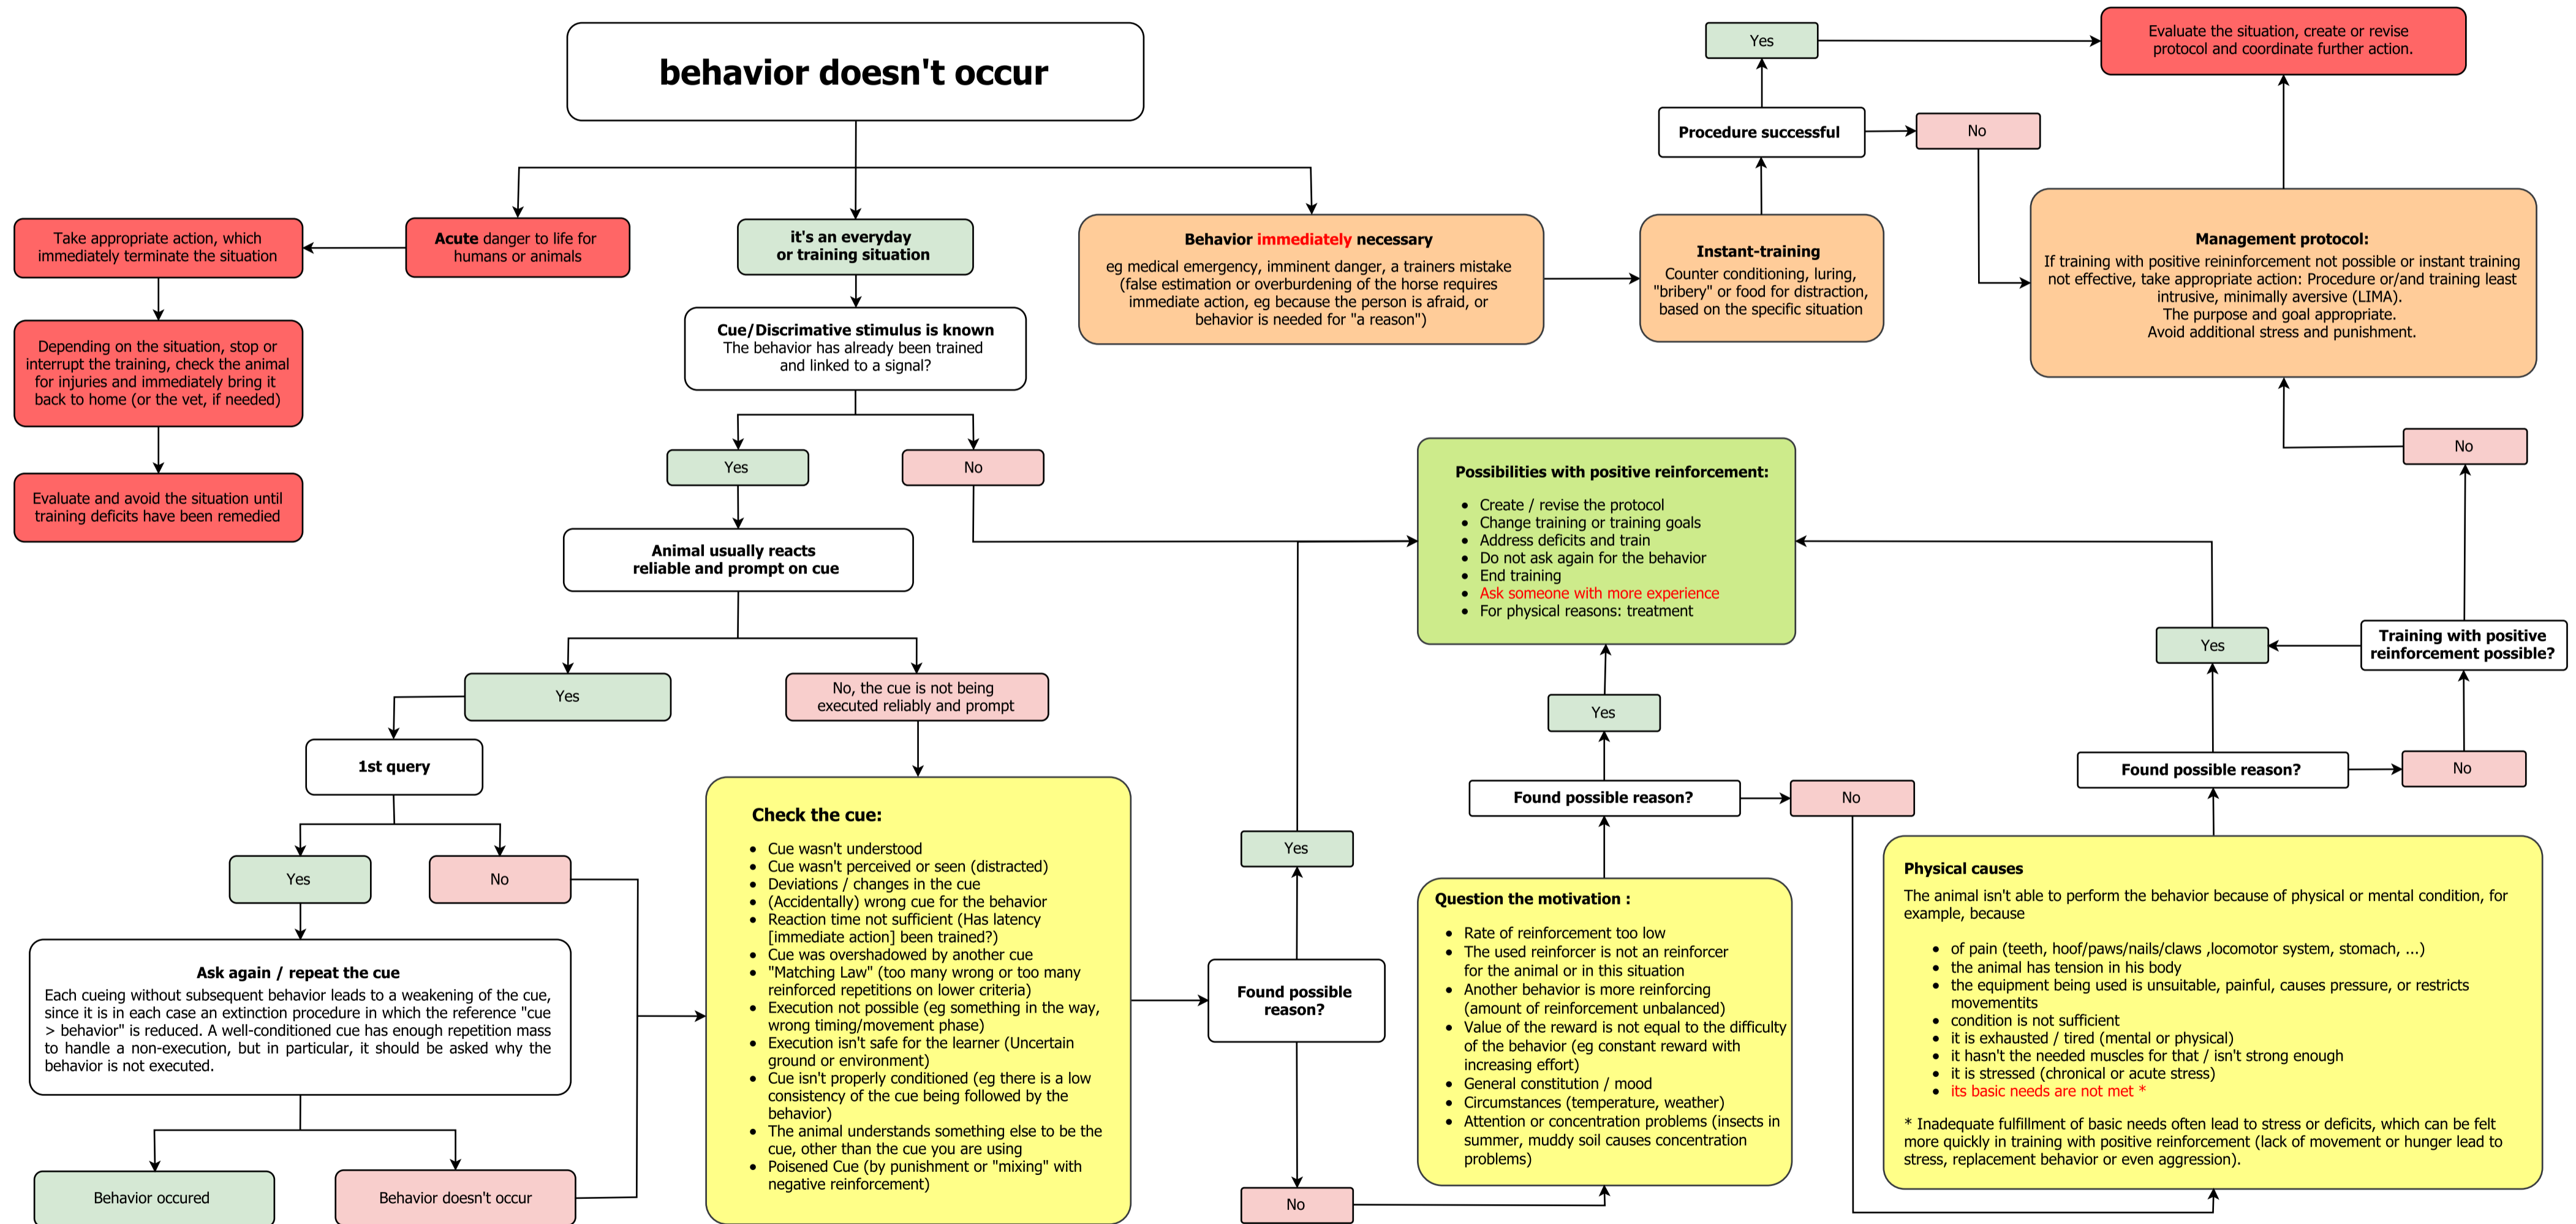 behavior doesn't occur
Yes
Evaluate the situation, create or revise
protocol and coordinate further action.
Procedure successful
No
Take appropriate action, which
immediately terminate the situation
Acute danger to life for
humans or animals
it's an everyday
or training situation
Behavior immediately necessary
eg medical emergency, imminent danger, a trainers mistake
(false estimation or overburdening of the horse requires
immediate action, eg because the person is afraid, or
behavior is needed for "a reason")
Instant-training
Counter conditioning, luring,
"bribery" or food for distraction,
based on the specific situation
Management protocol:
If training with positive reininforcement not possible or instant training
not effective, take appropriate action: Procedure or/and training least
intrusive, minimally aversive (LIMA).
The purpose and goal appropriate.
Avoid additional stress and punishment.
Depending on the situation, stop or
interrupt the training, check the animal
for injuries and immediately bring it
back to home (or the vet, if needed)
Cue/Discrimative stimulus is known
The behavior has already been trained
and linked to a signal?
Evaluate and avoid the situation until
training deficits have been remedied
Yes
No
No
Possibilities with positive reinforcement:
Create / revise the protocol
Change training or training goals
Address deficits and train
Do not ask again for the behavior
End training
Ask someone with more experience
For physical reasons: treatment
Animal usually reacts
reliable and prompt on cue
Yes
No, the cue is not being
executed reliably and prompt
Yes
Yes
Training with positive
reinforcement possible?
1st query
Found possible reason?
No
Found possible reason?
No
Yes
No
Check the cue:
• Cue wasn't understood
• Cue wasn't perceived or seen (distracted)
• Deviations / changes in the cue
• (Accidentally) wrong cue for the behavior
• Reaction time not sufficient (Has latency
[immediate action] been trained?)
• Cue was overshadowed by another cue
• "Matching Law" (too many wrong or too many
reinforced repetitions on lower criteria)
• Execution not possible (eg something in the way,
wrong timing/movement phase)
• Execution isn't safe for the learner (Uncertain
ground or environment)
• Cue isn't properly conditioned (eg there is a low
consistency of the cue being followed by the
behavior)
• The animal understands something else to be the
cue, other than the cue you are using
• Poisened Cue (by punishment or "mixing" with
negative reinforcement)
Yes
Found possible
reason?
No
Question the motivation :
• Rate of reinforcement too low
• The used reinforcer is not an reinforcer
for the animal or in this situation
• Another behavior is more reinforcing
(amount of reinforcement unbalanced)
• Value of the reward is not equal to the difficulty
of the behavior (eg constant reward with
increasing effort)
• General constitution / mood
• Circumstances (temperature, weather)
• Attention or concentration problems (insects in
summer, muddy soil causes concentration
problems)
Physical causes
The animal isn't able to perform the behavior because of physical or mental condition, for
example, because
• of pain (teeth, hoof/paws/nails/claws ,locomotor system, stomach, ...)
• the animal has tension in his body
• the equipment being used is unsuitable, painful, causes pressure, or restricts
movementits
• condition is not sufficient
• it is exhausted / tired (mental or physical)
• it hasn't the needed muscles for that / isn't strong enough
• it is stressed (chronical or acute stress)
• its basic needs are not met *
* Inadequate fulfillment of basic needs often lead to stress or deficits, which can be felt
more quickly in training with positive reinforcement (lack of movement or hunger lead to
stress, replacement behavior or even aggression).
Ask again / repeat the cue
Each cueing without subsequent behavior leads to a weakening of the cue,
since it is in each case an extinction procedure in which the reference "cue
> behavior" is reduced. A well-conditioned cue has enough repetition mass
to handle a non-execution, but in particular, it should be asked why the
behavior is not executed.
Behavior occured
Behavior doesn't occur